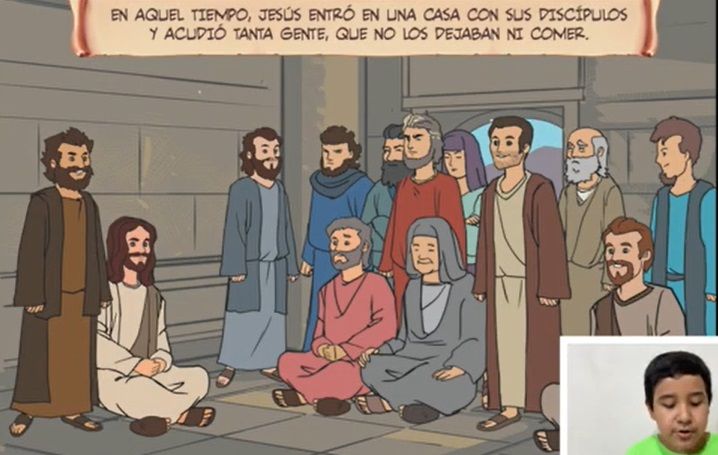 EN AQUEL TIEMPO, JESÚS ENTRÓ EN UNA CASA CON SUS DISCÍPULOS
Y ACUDIÓ TANTA GENTE, QUE NO LOS DEJABAN NI COMER.